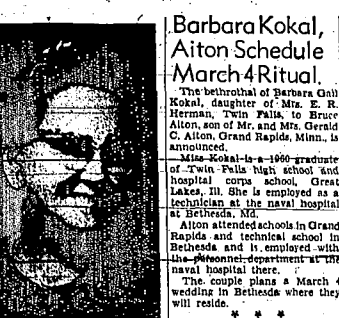 Barbara Kokal,
Aiton Schedule
March 4 Ritual
The bethrothal of Barbara Gail
Kokal, daughter of Mrs. E. R.
Herman, Twin Falls, to Bruce
Aiton, son of Mr. and Mrs. Gerald
C. Aiton, Grand Rapids, Minn., is
announced.
Miss Kokal is a 1960 graduate
of Twin Falls high school and
hospital corps school, Great
Lakes, Ill. She is employed as a
technician at the naval hospital
at Bethesda, Md.
Aiton attended schools in Grand
Rapids and technical school in
Bethesda and is employed with
the personnel department at the
naval hospital there.
The couple plans a March 4
wedding in Bethesda where they
will reside.
* * *